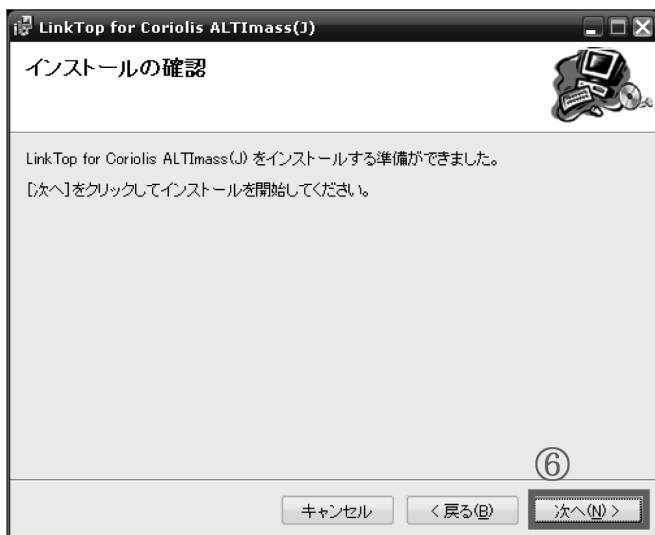 LinkTop for Coriolis ALTImass(J)
インストールの確認
LinkTop for Coriolis ALTImass(J) をインストールする準備ができました。
[次へ]をクリックしてインストールを開始してください。
⑥
キャンセル
< 戻る(B)
次へ(N) >